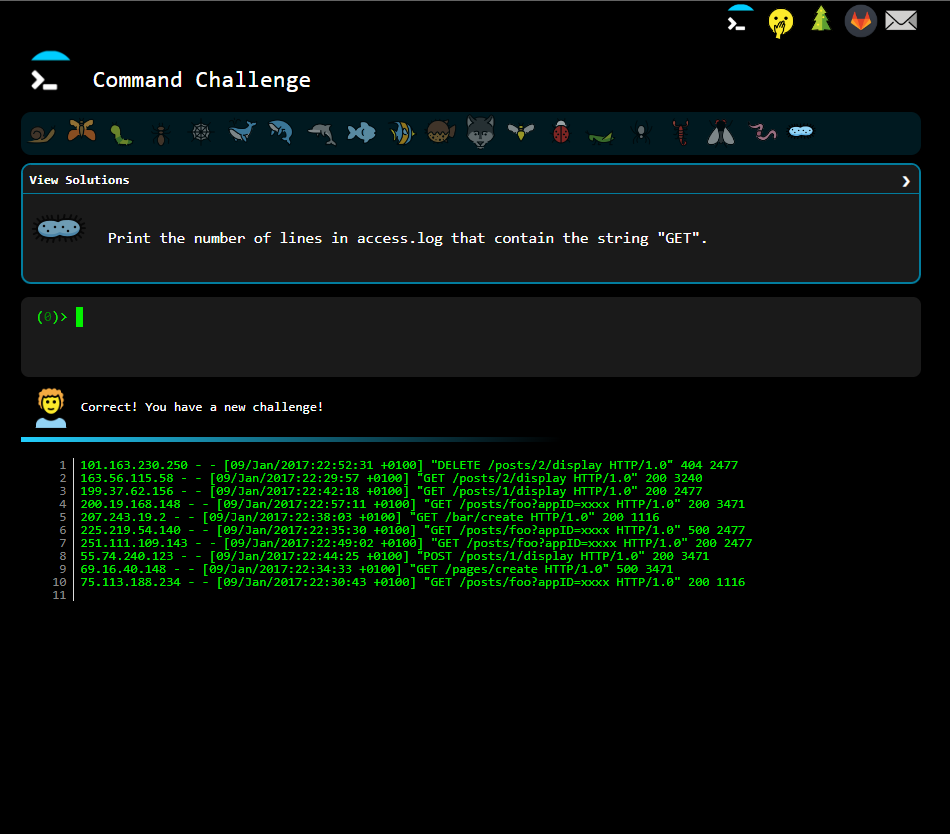 Command Challenge
View Solutions
Print the number of lines in access.log that contain the string "GET".
(0)>
Correct! You have a new challenge!
1 101.163.230.250 - - [09/Jan/2017:22:52:31 +0100] "DELETE /posts/2/display HTTP/1.0" 404 2477
2 163.56.115.58 - - [09/Jan/2017:22:29:57 +0100] "GET /posts/2/display HTTP/1.0" 200 3240
3 199.37.62.156 - - [09/Jan/2017:22:42:18 +0100] "GET /posts/1/display HTTP/1.0" 200 2477
4 200.19.168.148 - - [09/Jan/2017:22:57:11 +0100] "GET /posts/foo?appID=xxxx HTTP/1.0" 200 3471
5 207.243.19.2 - - [09/Jan/2017:22:38:03 +0100] "GET /bar/create HTTP/1.0" 200 1116
6 225.219.54.140 - - [09/Jan/2017:22:35:30 +0100] "GET /posts/foo?appID=xxxx HTTP/1.0" 500 2477
7 251.111.109.143 - - [09/Jan/2017:22:49:02 +0100] "GET /posts/foo?appID=xxxx HTTP/1.0" 200 2477
8 55.74.240.123 - - [09/Jan/2017:22:44:25 +0100] "POST /posts/1/display HTTP/1.0" 200 3471
9 69.16.40.148 - - [09/Jan/2017:22:34:33 +0100] "GET /pages/create HTTP/1.0" 500 3471
10 75.113.188.234 - - [09/Jan/2017:22:30:43 +0100] "GET /posts/foo?appID=xxxx HTTP/1.0" 200 1116
11